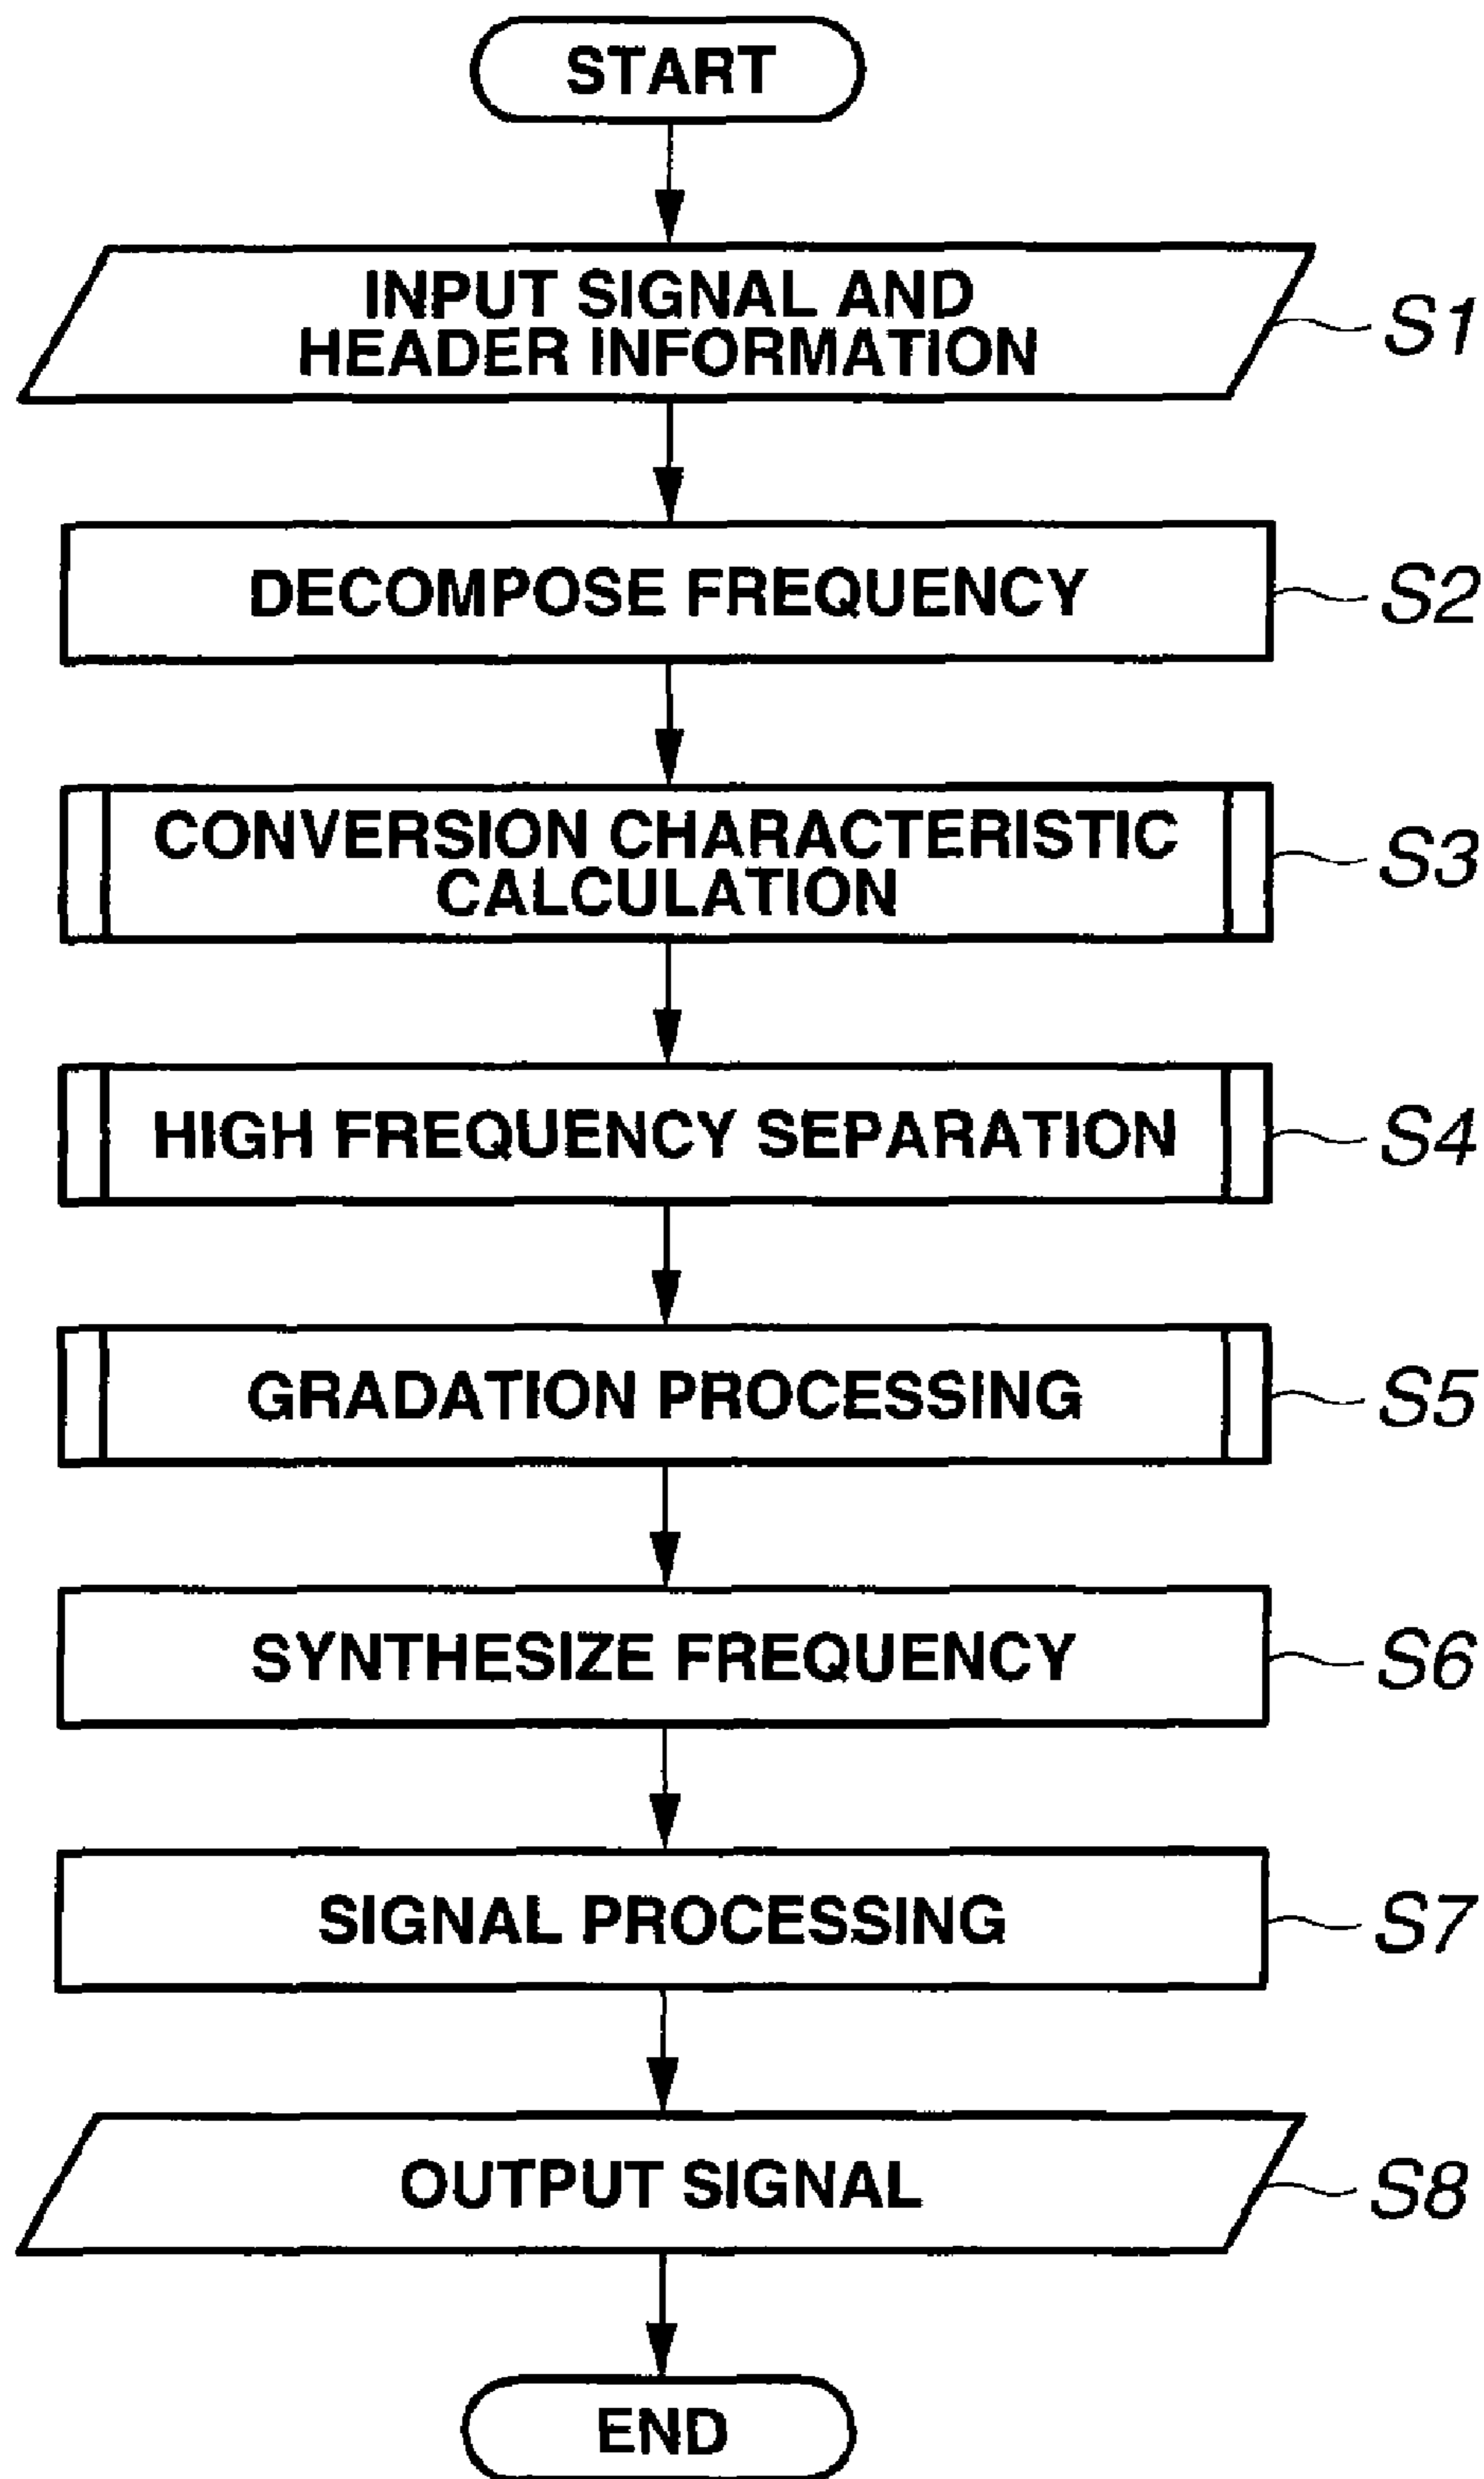 START
INPUT SIGNAL AND
HEADER INFORMATION
S1
DECOMPOSE FREQUENCY
S2
CONVERSION CHARACTERISTIC
CALCULATION
S3
HIGH FREQUENCY SEPARATION
S4
GRADATION PROCESSING
S5
SYNTHESIZE FREQUENCY
S6
SIGNAL PROCESSING
S7
OUTPUT SIGNAL
S8
END